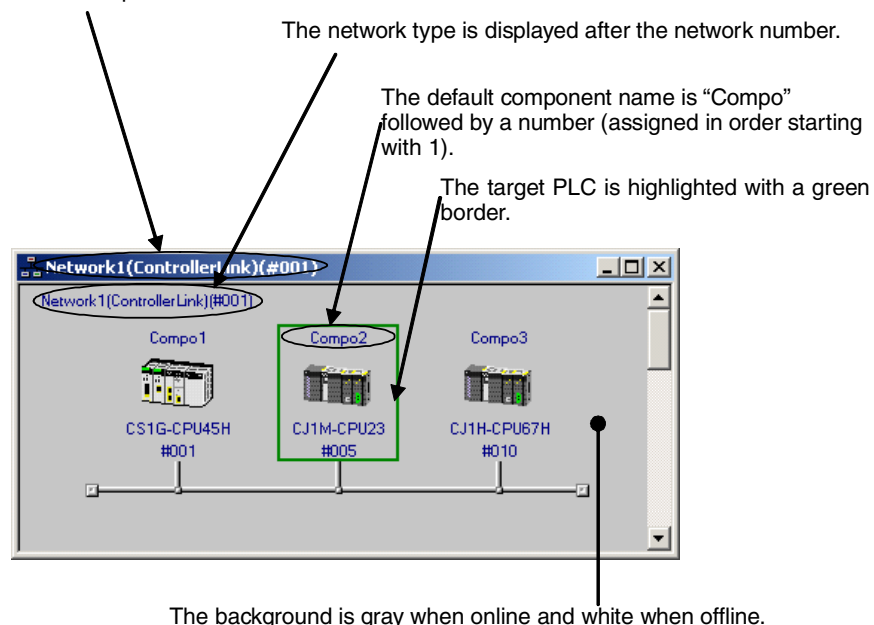 The network type is displayed after the network number.
The default component name is “Compo”
followed by a number (assigned in order starting
with 1).
The target PLC is highlighted with a green
border.
Network1(ControllerLink)(#001)
Network1(ControllerLink)(#001)
Compo1
Compo2
Compo3
CS1G-CPU45H
CJ1M-CPU23
CJ1H-CPU67H
#001
#005
#010
The background is gray when online and white when offline.